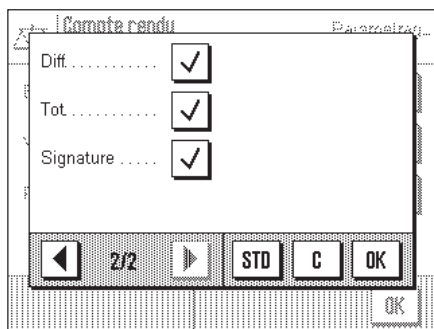 Compte rendu
Diff. . . . . . . . . . . . .
Tot. . . . . . . . . . . . .
Signature . . . . .
2/2 STD C OK
OK